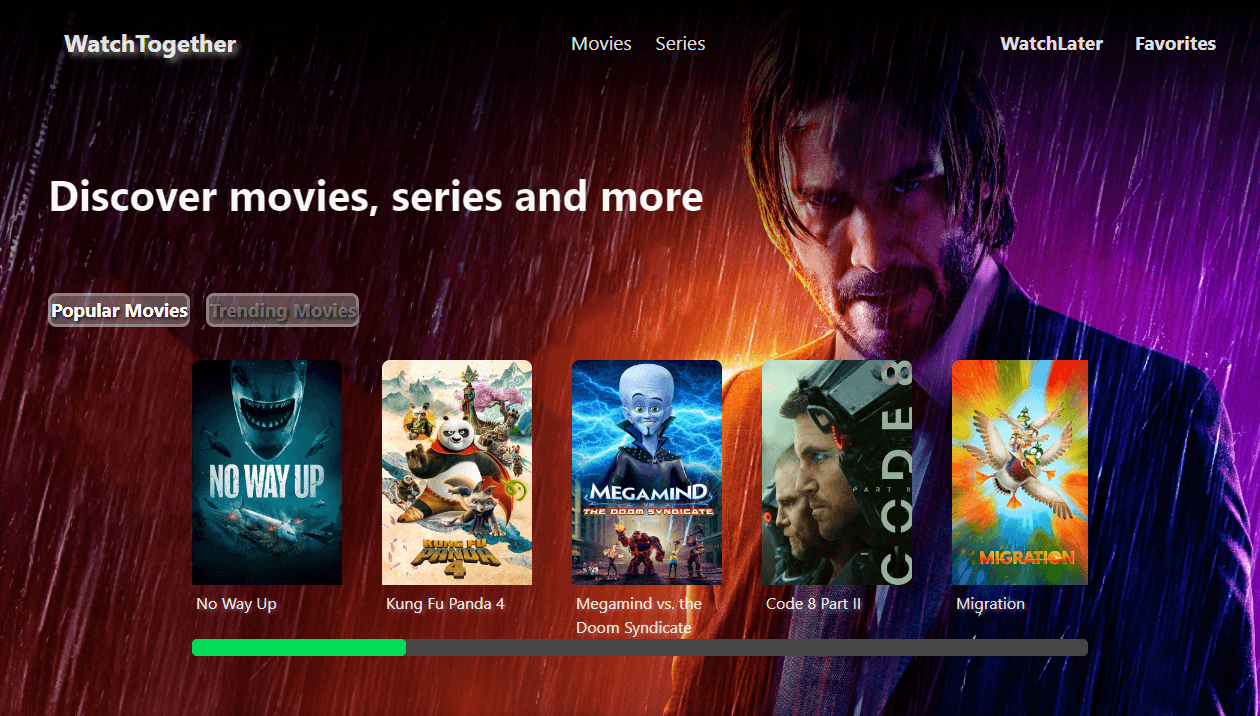 WatchTogether
Movies
Series
WatchLater
Favorites
Discover movies, series and more
Popular Movies
Trending Movies
NO WAY UP
KUNG FU
PANDA
4
MEGAMIND
VS
THE DOOM SYNDICATE
CODE 8
PART II
MIGRATION
No Way Up
Kung Fu Panda 4
Megamind vs. the
Doom Syndicate
Code 8 Part II
Migration